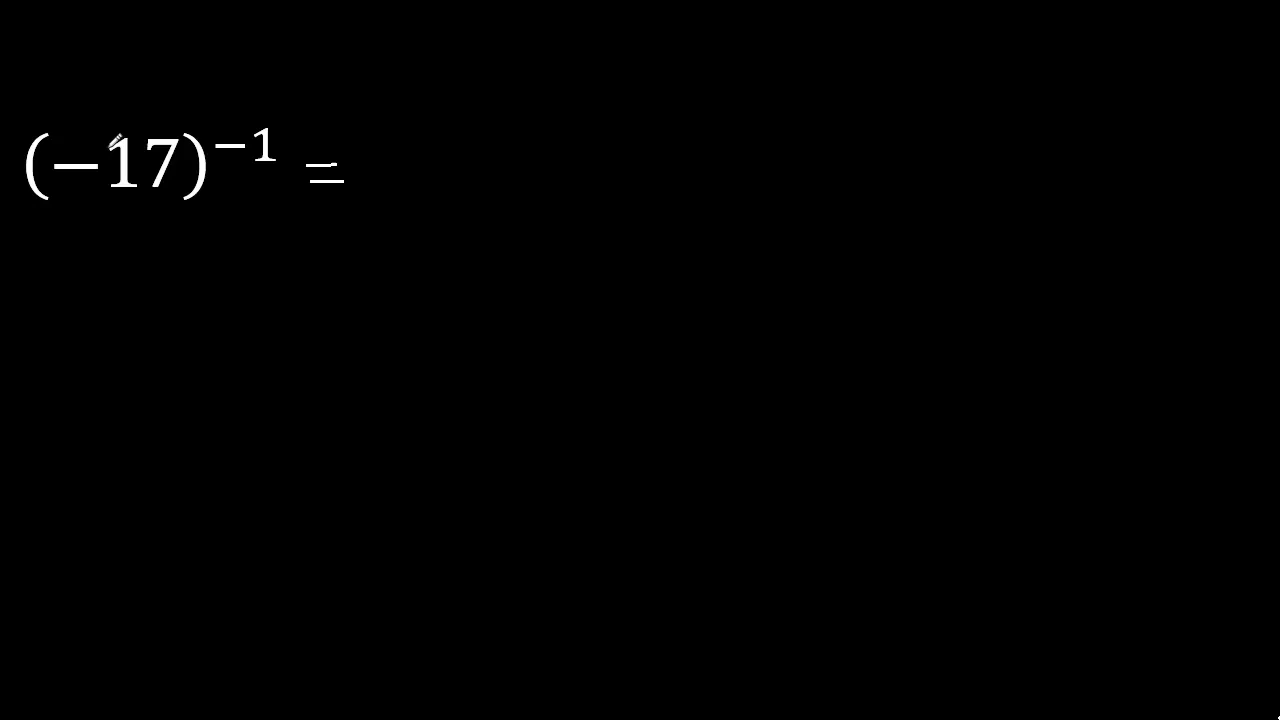 (−17)⁻¹ =